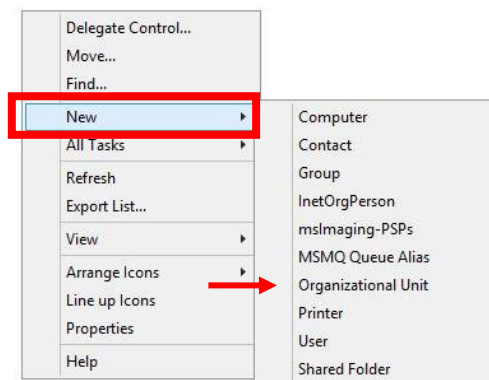 Delegate Control...
Move...
Find...
New
All Tasks
Refresh
Export List...
View
Arrange Icons
Line up Icons
Properties
Help
Computer
Contact
Group
InetOrgPerson
msImaging-PSPs
MSMQ Queue Alias
Organizational Unit
Printer
User
Shared Folder